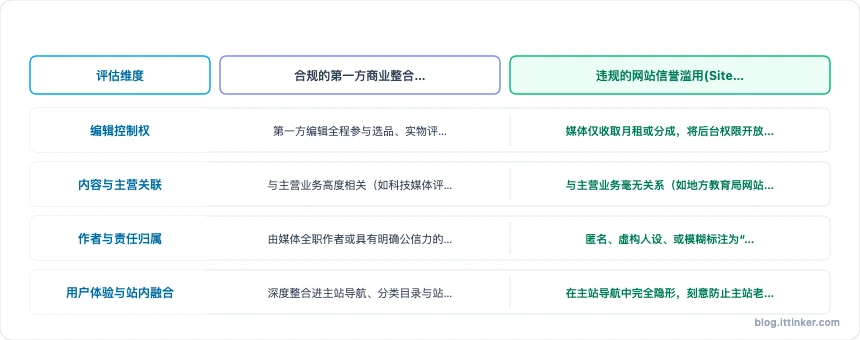 评估维度 合规的第一方商业整合... 违规的网站信誉滥用(Site...
编辑控制权 第一方编辑全程参与选品、实物评... 媒体仅收取月租或分成，将后台权限开放...
内容与主营关联 与主营业务高度相关（如科技媒体评... 与主营业务毫无关系（如地方教育局网站...
作者与责任归属 由媒体全职作者或具有明确公信力的... 匿名、虚构人设、或模糊标注为“...
用户体验与站内融合 深度整合进主站导航、分类目录与站... 在主站导航中完全隐形，刻意防止主站老...
blog.ittinker.com